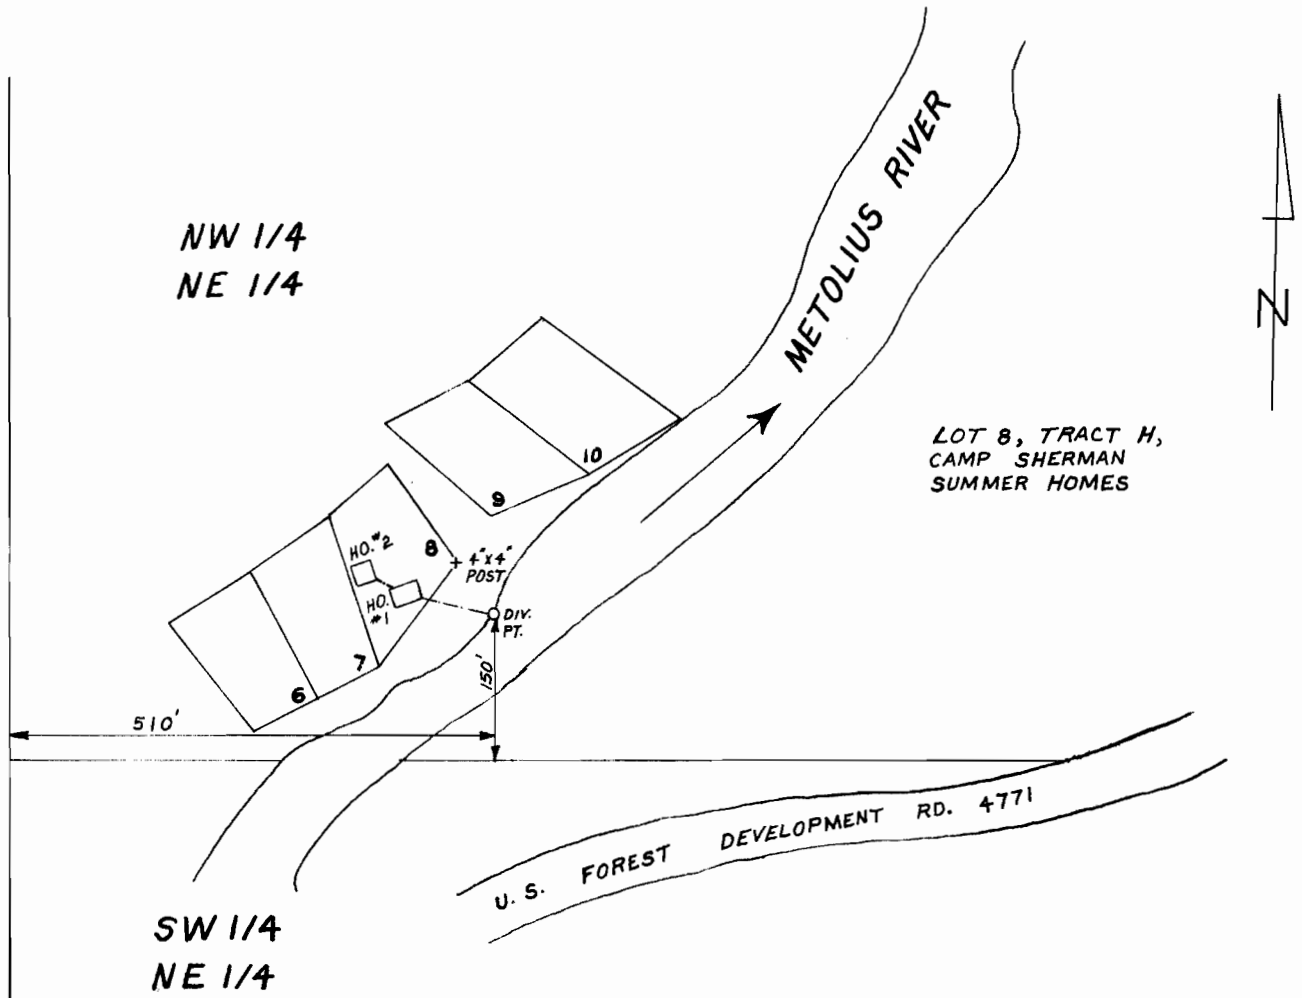 NW 1/4
NE 1/4
METOLIUS RIVER
N
LOT 8, TRACT H,
CAMP SHERMAN
SUMMER HOMES
10
9
8
4"x4"
POST
HO.#2
HO.
#1
DIV.
PT.
7
6
150'
510'
U.S. FOREST DEVELOPMENT RD. 4771
SW 1/4
NE 1/4